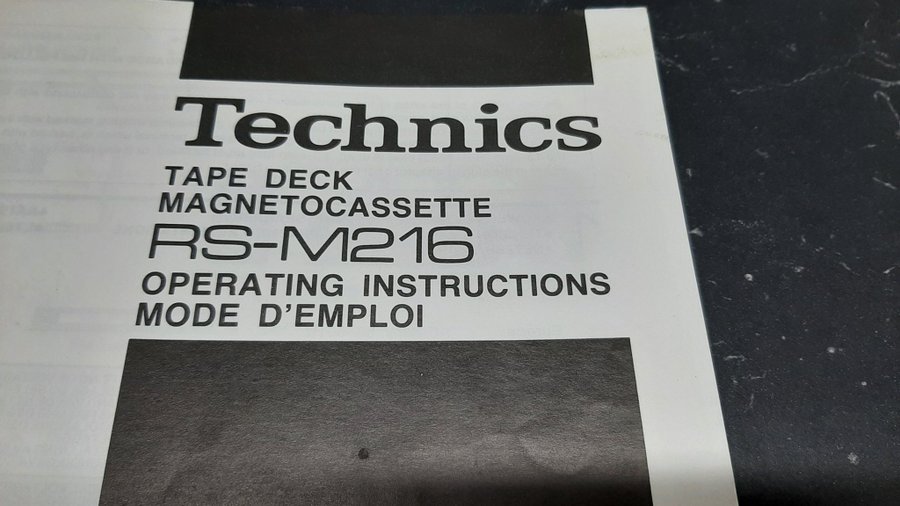 Technics
TAPE DECK
MAGNETOCASSETTE
RS-M216
OPERATING INSTRUCTIONS
MODE D'EMPLOI